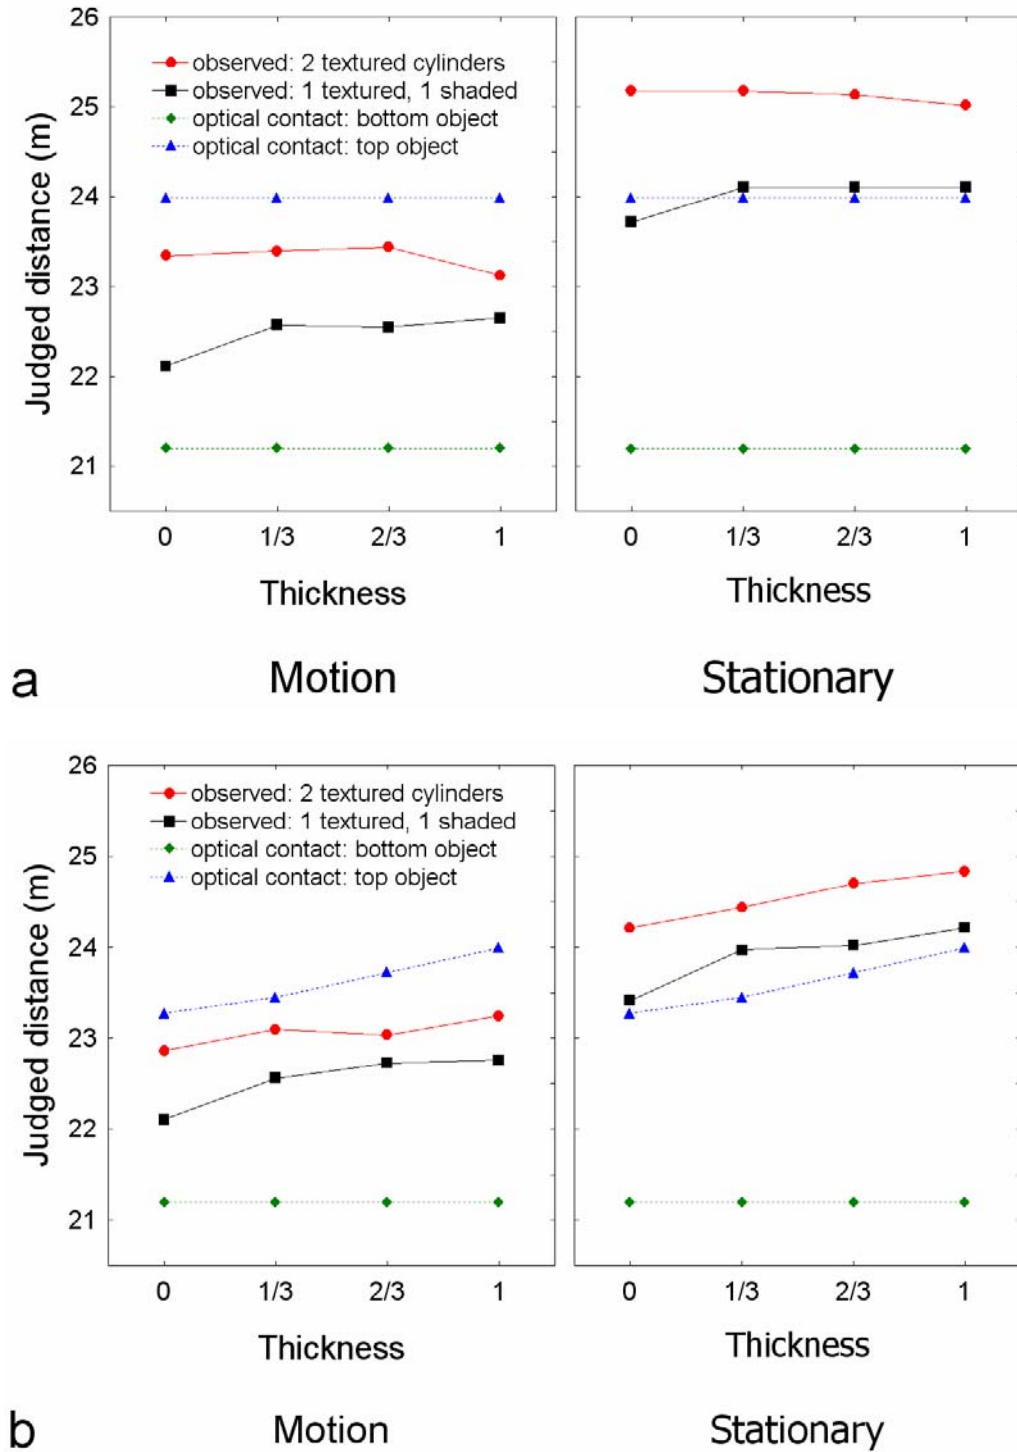 26
observed: 2 textured cylinders
observed: 1 textured, 1 shaded
optical contact: bottom object
optical contact: top object
25
24
23
22
21
Judged distance (m)
0 1/3 2/3 1 0 1/3 2/3 1
Thickness Thickness
a Motion Stationary
26
observed: 2 textured cylinders
observed: 1 textured, 1 shaded
optical contact: bottom object
optical contact: top object
25
24
23
22
21
Judged distance (m)
0 1/3 2/3 1 0 1/3 2/3 1
Thickness Thickness
b Motion Stationary